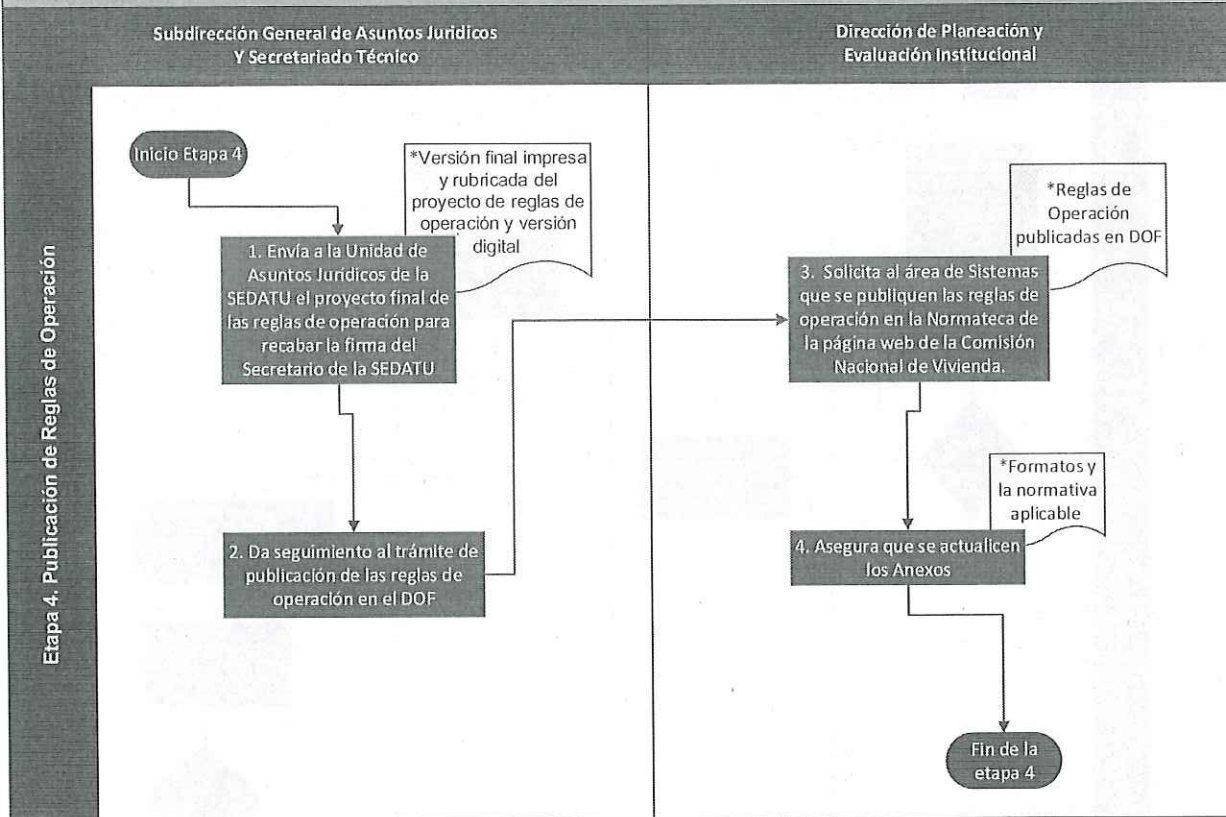 Subdirección General de Asuntos Jurídicos
Y Secretariado Técnico
Dirección de Planeación y
Evaluación Institucional
Etapa 4. Publicación de Reglas de Operación
Inicio Etapa 4
*Versión final impresa
y rubricada del
proyecto de reglas de
operación y versión
digital
1. Envía a la Unidad de
Asuntos Jurídicos de la
SEDATU el proyecto final de
las reglas de operación para
recabar la firma del
Secretario de la SEDATU
2. Da seguimiento al trámite de
publicación de las reglas de
operación en el DOF
*Reglas de
Operación
publicadas en DOF
3. Solicita al área de Sistemas
que se publiquen las reglas de
operación en la Normateca de
la página web de la Comisión
Nacional de Vivienda.
*Formatos y
la normativa
aplicable
4. Asegura que se actualicen
los Anexos
Fin de la
etapa 4